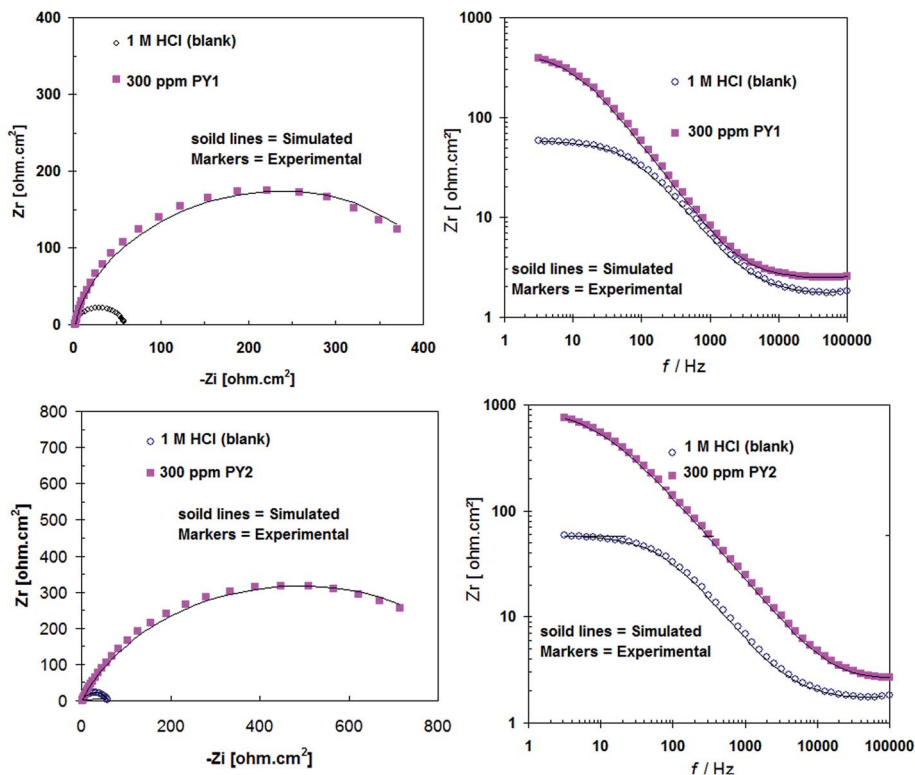 400
300
200
100
0
0
100
200
300
400
Zr [ohm.cm²]
-Zi [ohm.cm²]
1 M HCl (blank)
300 ppm PY1
soild lines = Simulated
Markers = Experimental
1000
100
10
1
1
10
100
1000
10000
100000
Zr [ohm.cm²]
f / Hz
1 M HCl (blank)
300 ppm PY1
soild lines = Simulated
Markers = Experimental
800
700
600
500
400
300
200
100
0
0
200
400
600
800
Zr [ohm.cm²]
-Zi [ohm.cm²]
1 M HCl (blank)
300 ppm PY2
soild lines = Simulated
Markers = Experimental
1000
100
10
1
1
10
100
1000
10000
100000
Zr [ohm.cm²]
f / Hz
1 M HCl (blank)
300 ppm PY2
soild lines = Simulated
Markers = Experimental